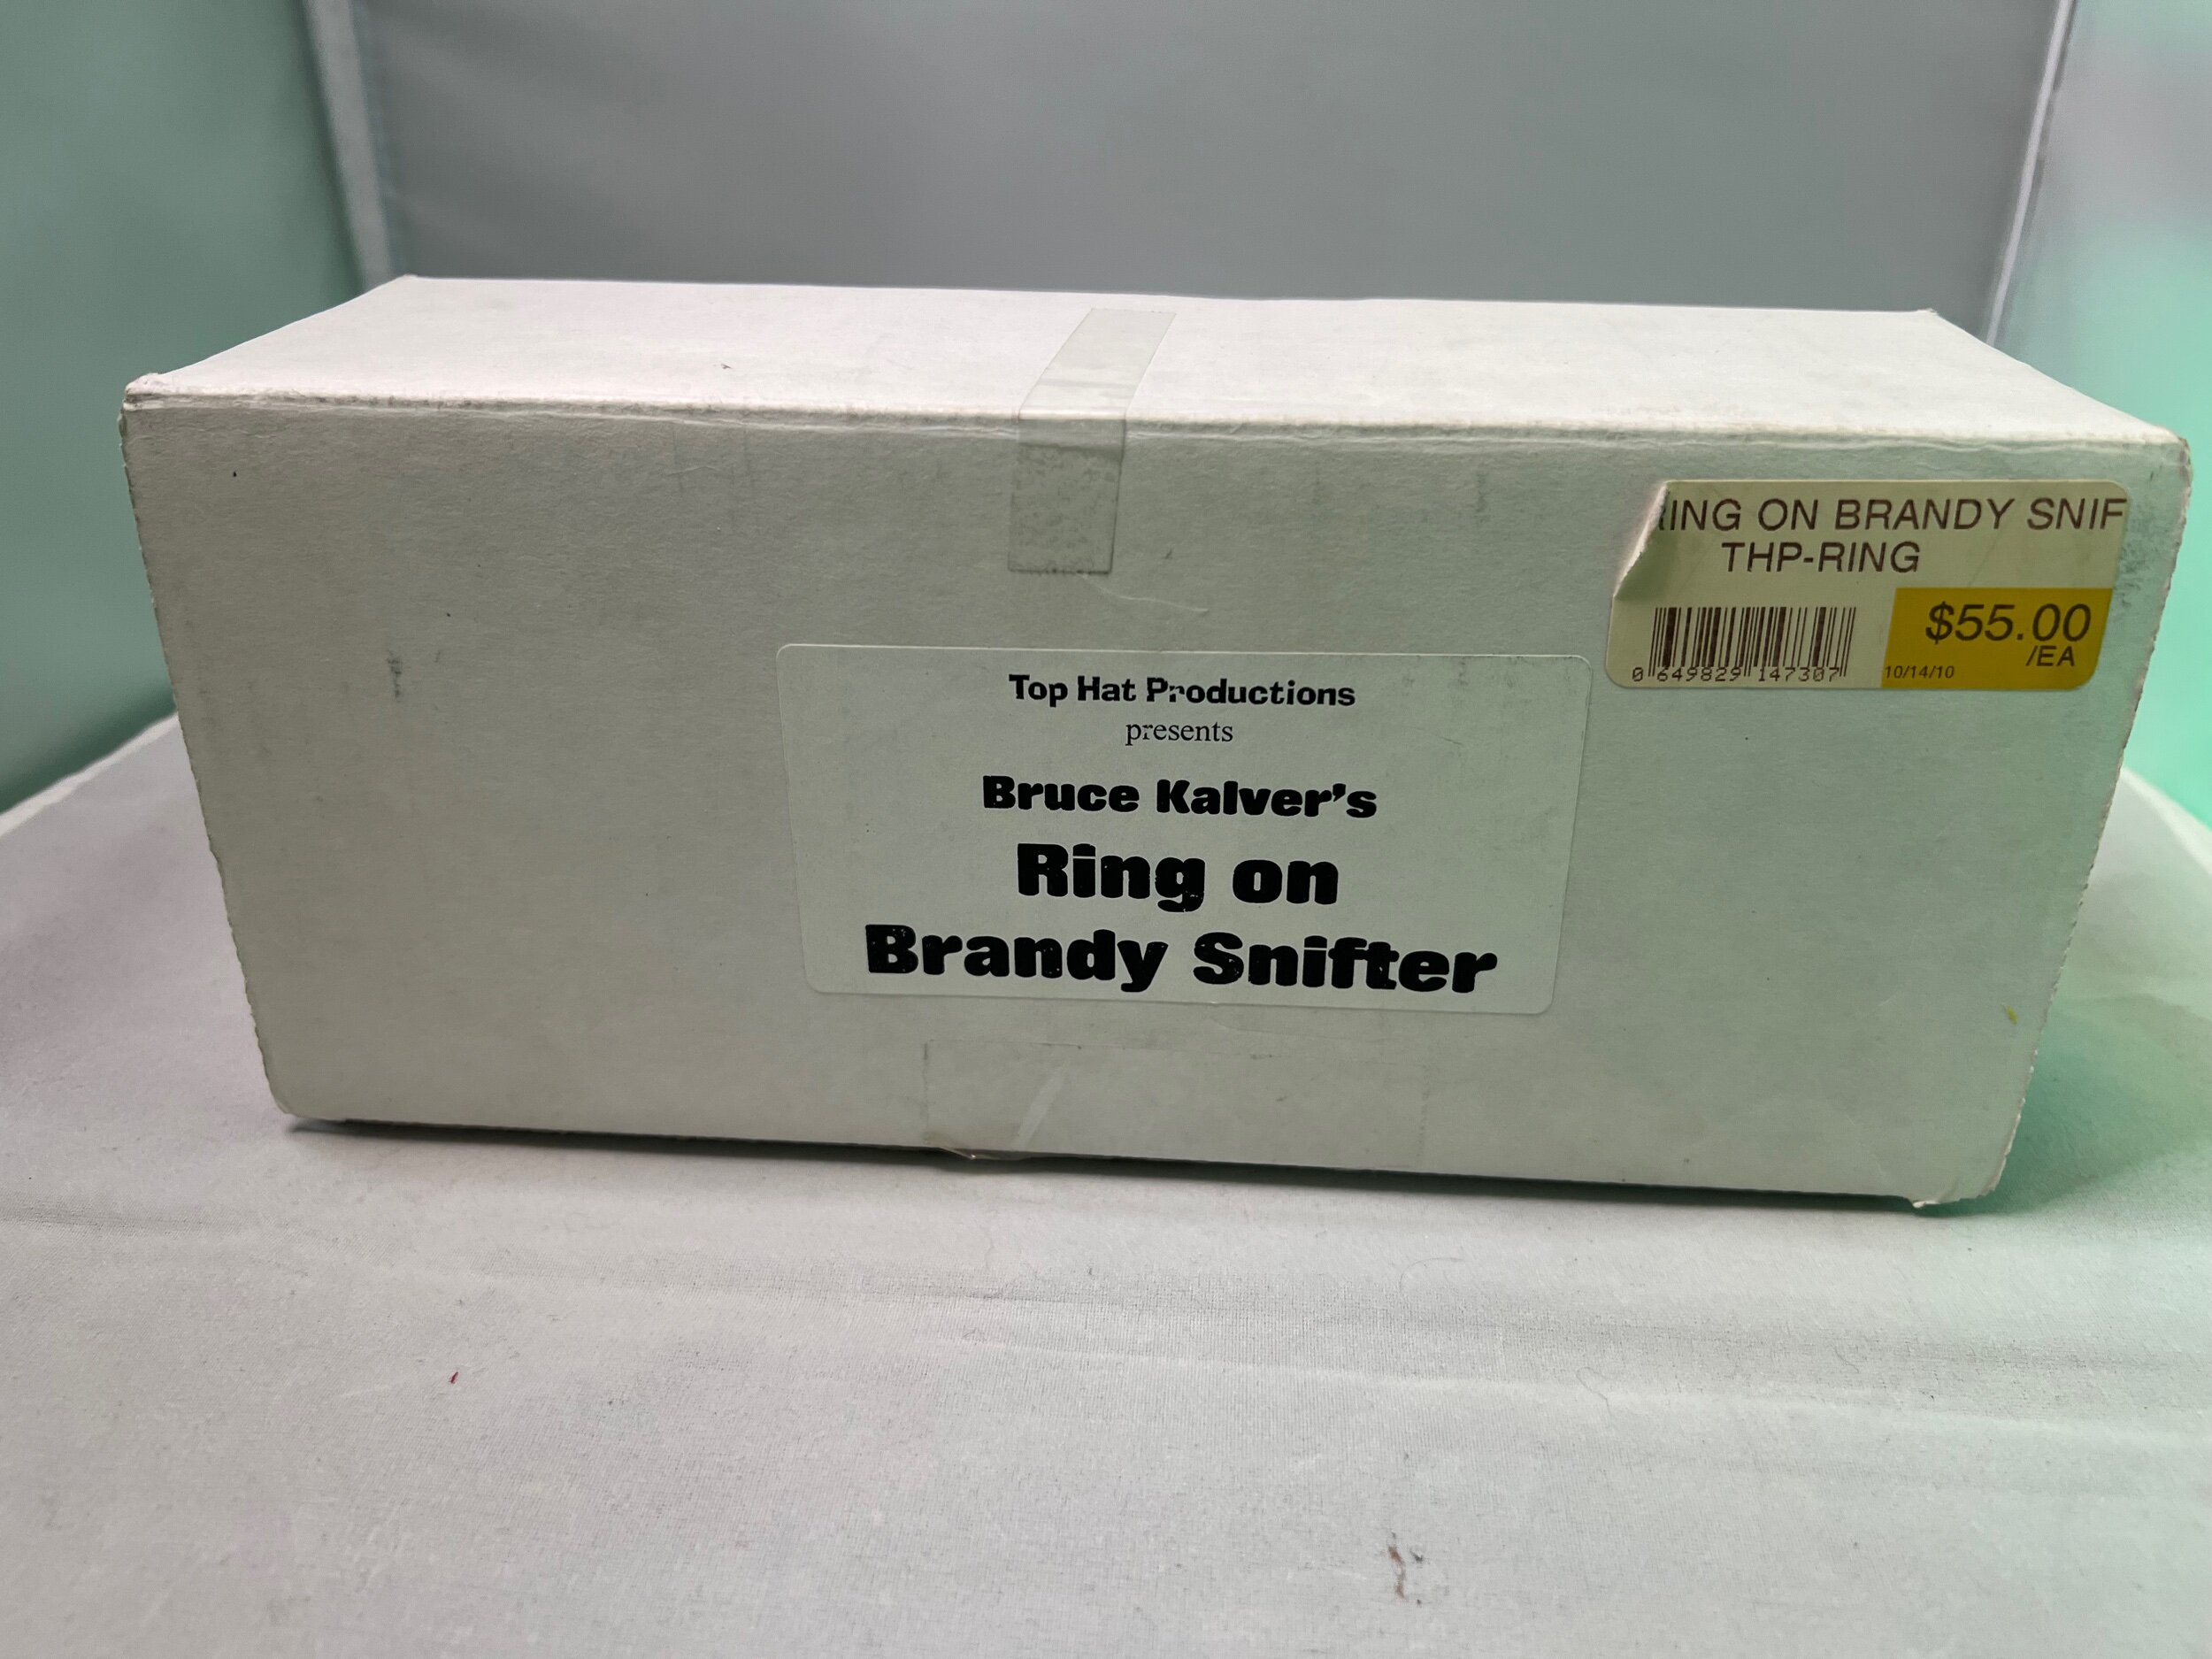 Top Hat Productions
presents
Bruce Kalver's
Ring on
Brandy Snifter
RING ON BRANDY SNIF
THP-RING
$55.00
/EA
10/14/10
0 649829 147307